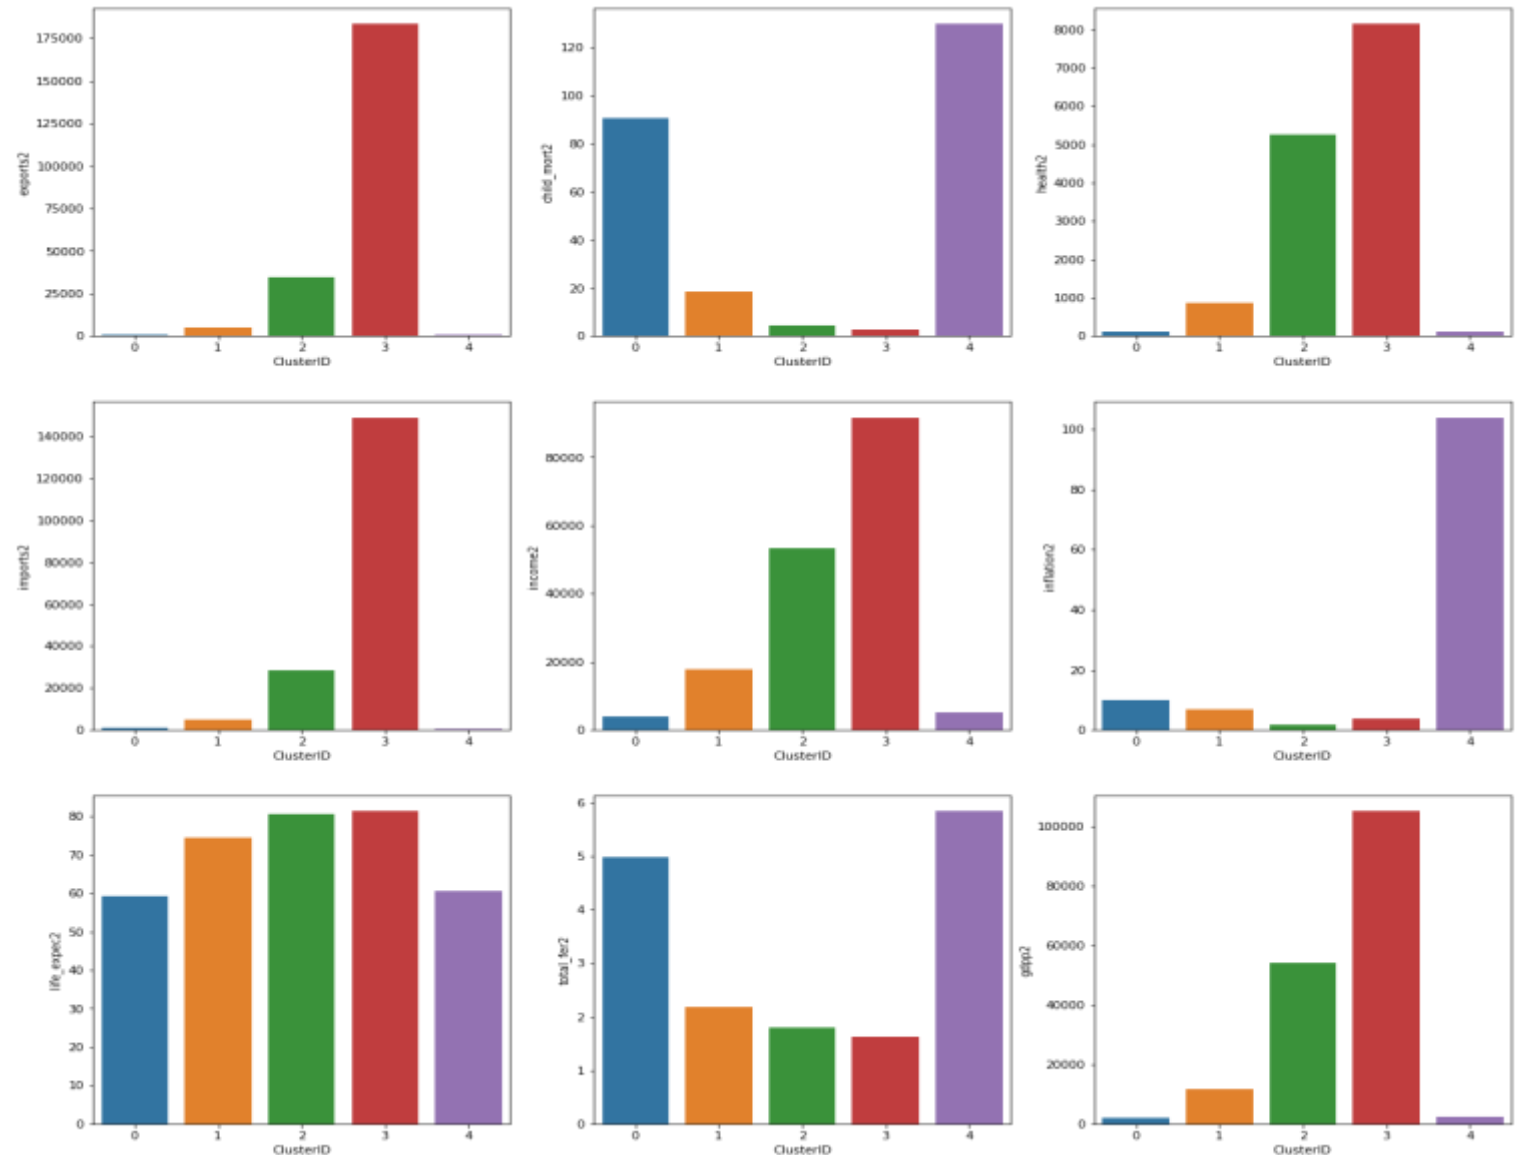 exports2
175000
150000
125000
100000
75000
50000
25000
0
0 1 2 3 4
ClusterID
child_mort2
120
100
80
60
40
20
0
0 1 2 3 4
ClusterID
health2
8000
7000
6000
5000
4000
3000
2000
1000
0
0 1 2 3 4
ClusterID
imports2
140000
120000
100000
80000
60000
40000
20000
0
0 1 2 3 4
ClusterID
income2
80000
60000
40000
20000
0
0 1 2 3 4
ClusterID
inflation2
100
80
60
40
20
0
0 1 2 3 4
ClusterID
life_expec2
80
70
60
50
40
30
20
10
0
0 1 2 3 4
ClusterID
total_fer2
6
5
4
3
2
1
0
0 1 2 3 4
ClusterID
gdpp2
100000
80000
60000
40000
20000
0
0 1 2 3 4
ClusterID